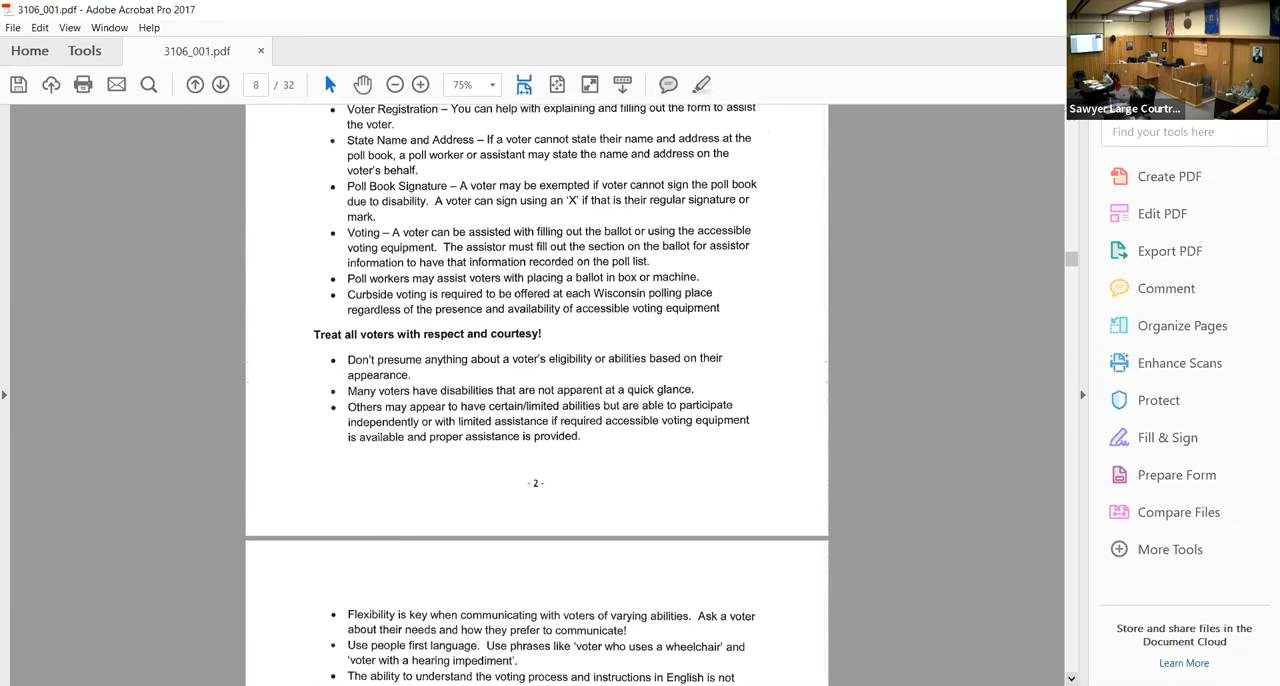 3106_001.pdf - Adobe Acrobat Pro 2017
File Edit View Window Help
Home Tools 3106_001.pdf ×
8 / 32 75%
Sawyer Large Courtr...
Find your tools here
• Voter Registration – You can help with explaining and filling out the form to assist
the voter.
• State Name and Address – If a voter cannot state their name and address at the
poll book, a poll worker or assistant may state the name and address on the
voter's behalf.
• Poll Book Signature – A voter may be exempted if voter cannot sign the poll book
due to disability. A voter can sign using an 'X' if that is their regular signature or
mark.
• Voting – A voter can be assisted with filling out the ballot or using the accessible
voting equipment. The assistor must fill out the section on the ballot for assistor
information to have that information recorded on the poll list.
• Poll workers may assist voters with placing a ballot in box or machine.
• Curbside voting is required to be offered at each Wisconsin polling place
regardless of the presence and availability of accessible voting equipment
Treat all voters with respect and courtesy!
• Don't presume anything about a voter's eligibility or abilities based on their
appearance.
• Many voters have disabilities that are not apparent at a quick glance.
• Others may appear to have certain/limited abilities but are able to participate
independently or with limited assistance if required accessible voting equipment
is available and proper assistance is provided.
- 2 -
• Flexibility is key when communicating with voters of varying abilities. Ask a voter
about their needs and how they prefer to communicate!
• Use people first language. Use phrases like 'voter who uses a wheelchair' and
'voter with a hearing impediment'.
• The ability to understand the voting process and instructions in English is not
Create PDF
Edit PDF
Export PDF
Comment
Organize Pages
Enhance Scans
Protect
Fill & Sign
Prepare Form
Compare Files
More Tools
Store and share files in the
Document Cloud
Learn More